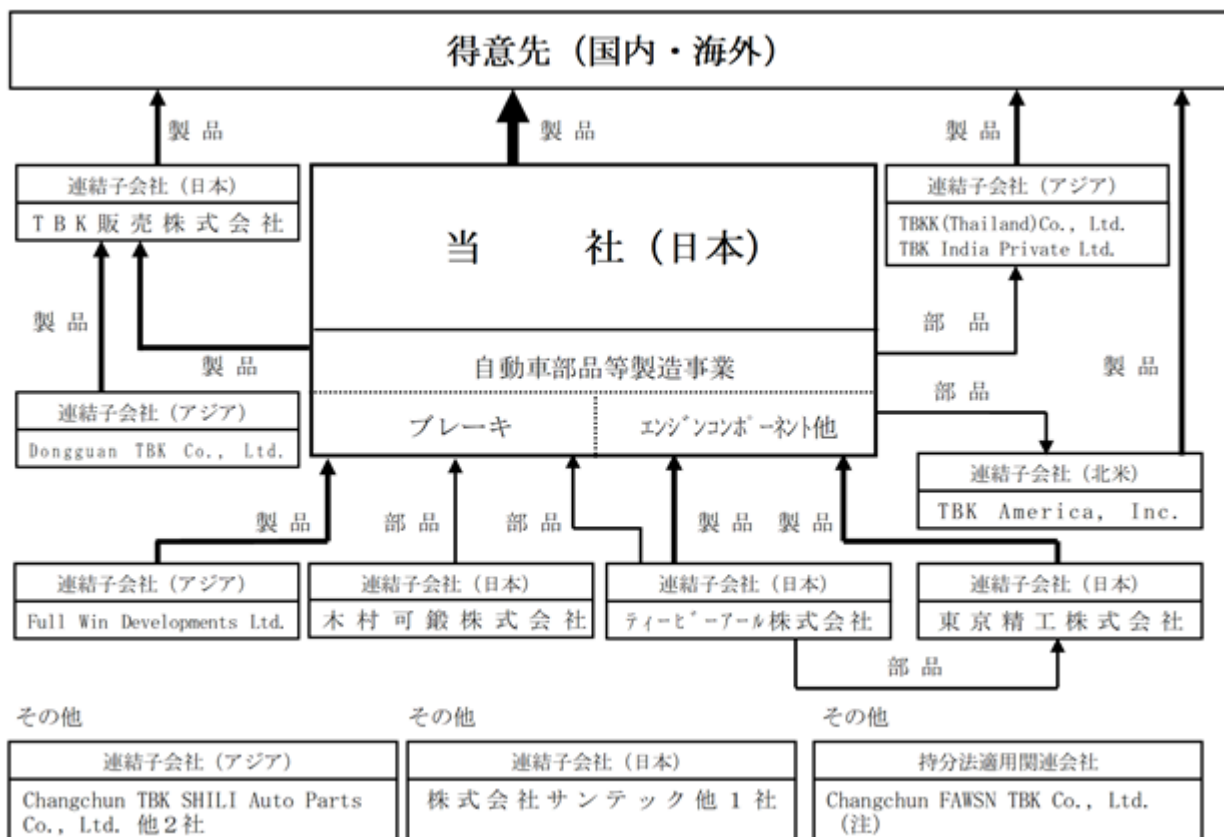 得意先（国内・海外）
製 品
製 品
製 品
連結子会社（日本）
ＴＢＫ販売株式会社
当　　社（日本）
連結子会社（アジア）
TBKK(Thailand)Co., Ltd.
TBK India Private Ltd.
製 品
製 品
部 品
製 品
自動車部品等製造事業
部 品
連結子会社（アジア）
Dongguan TBK Co., Ltd.
ブレーキ
ｴﾝｼﾞﾝｺﾝﾎﾟｰﾈﾝﾄ他
連結子会社（北米）
TBK America, Inc.
製 品
部 品
部 品
製 品
製 品
連結子会社（アジア）
Full Win Developments Ltd.
連結子会社（日本）
木村可鍛株式会社
連結子会社（日本）
ﾃｨｰﾋﾞｰｱｰﾙ株式会社
連結子会社（日本）
東京精工株式会社
部 品
その他
その他
その他
連結子会社（アジア）
Changchun TBK SHILI Auto Parts
Co., Ltd. 他２社
連結子会社（日本）
株式会社サンテック他１社
持分法適用関連会社
Changchun FAWSN TBK Co., Ltd.
（注）